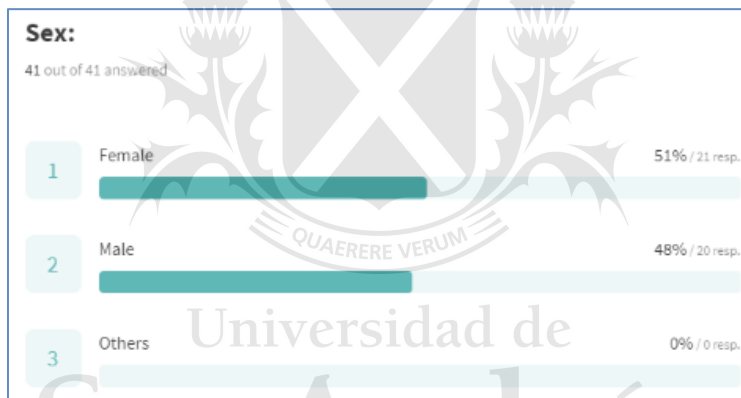 Sex:
41 out of 41 answered
1
Female
51% / 21 resp.
2
Male
48% / 20 resp.
QUAERERE VERUM
Universidad de
3
Others
0% / 0 resp.